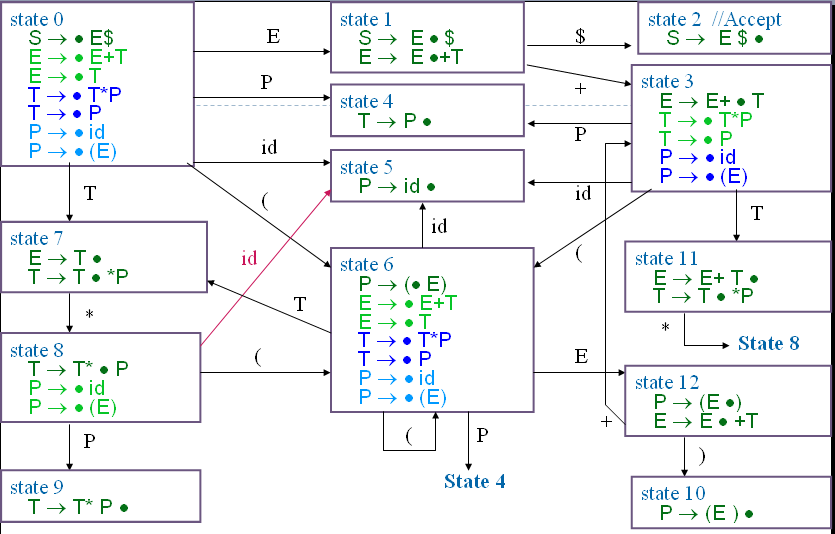 state 0
S → • E$
E → • E+T
E → • T
T → • T*P
T → • P
P → • id
P → • (E)
E
state 1
S → E • $
E → E •+T
$
state 2 //Accept
S → E $ •
P
state 4
T → P •
+
P
state 3
E → E+ • T
T → • T*P
T → • P
P → • id
P → • (E)
id
state 5
P → id •
id
T
(
id
(
T
state 7
E → T •
T → T • *P
id
T
state 6
P → (• E)
E → • E+T
E → • T
T → • T*P
T → • P
P → • id
P → • (E)
state 11
E → E+ T •
T → T • *P
*
State 8
*
state 8
T → T* • P
P → • id
P → • (E)
(
E
state 12
P → (E •)
E → E • +T
+
P
(
P
State 4
)
state 9
T → T* P •
state 10
P → (E ) •